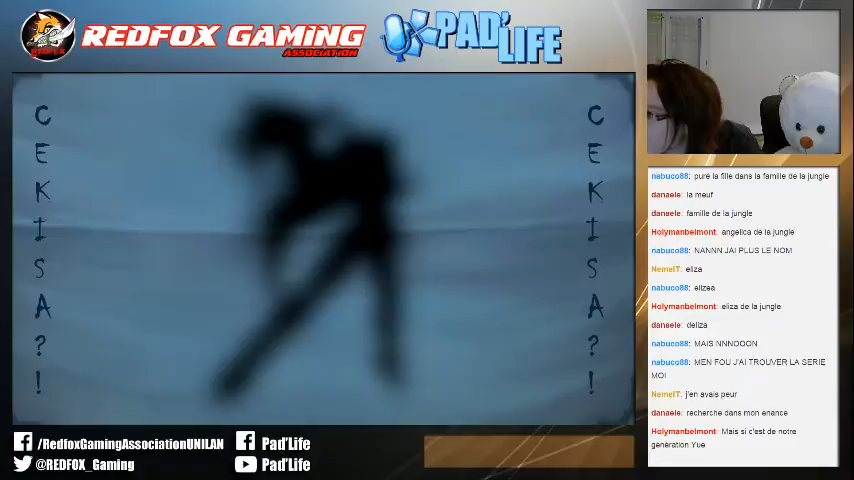 REDFOX GAMING
ASSOCIATION
PAD'LIFE
C
E
K
I
S
A
?
!
C
E
K
I
S
A
?
!
nabuco88: puré la fille dans la famille de la jungle
danaele: la meuf
danaele: famille de la jungle
Holymanbelmont: angelica de la jungle
nabuco88: NANNN JAI PLUS LE NOM
NemeIT: eliza
nabuco88: elizea
Holymanbelmont: eliza de la jungle
danaele: deliza
nabuco88: MAIS NNNOOON
nabuco88: MEN FOU J'AI TROUVER LA SERIE
MOI
NemeIT: j'en avais peur
danaele: recherche dans mon enance
Holymanbelmont: Mais si c'est de notre
génération Yue
/RedfoxGamingAssociationUNILAN
Pad'Life
@REDFOX_Gaming
Pad'Life